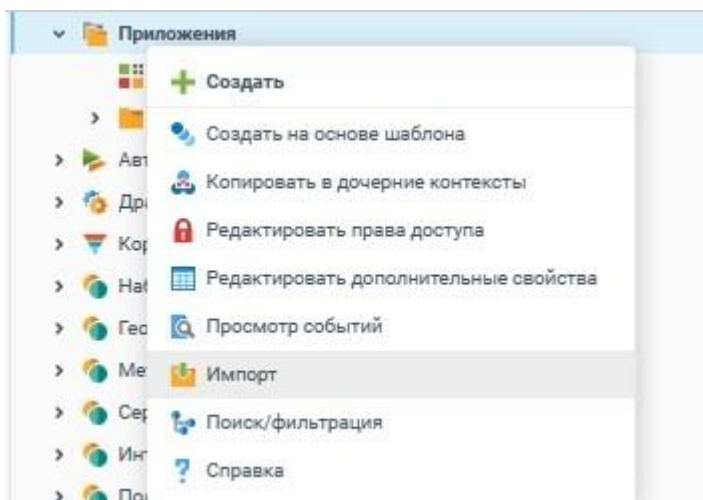 Приложения
Создать
Создать на основе шаблона
Копировать в дочерние контексты
Редактировать права доступа
Редактировать дополнительные свойства
Просмотр событий
Импорт
Поиск/фильтрация
Справка